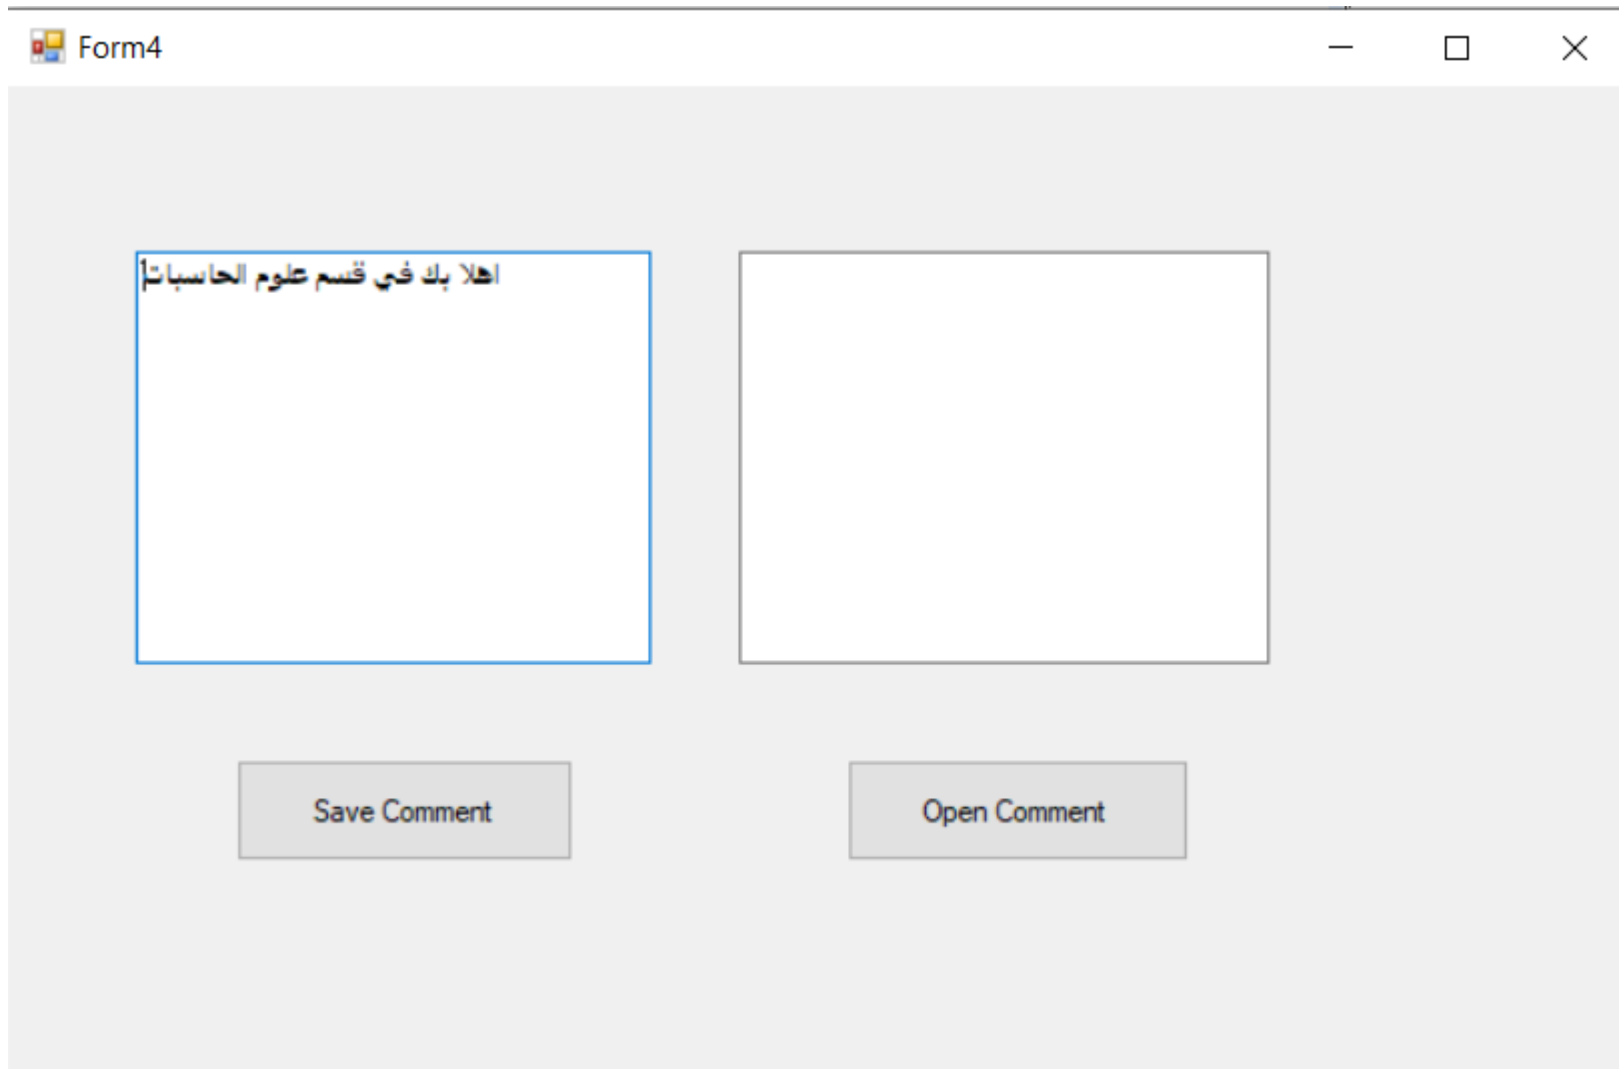 Form4
اهلا بك في قسم علوم الحاسبات
Save Comment
Open Comment